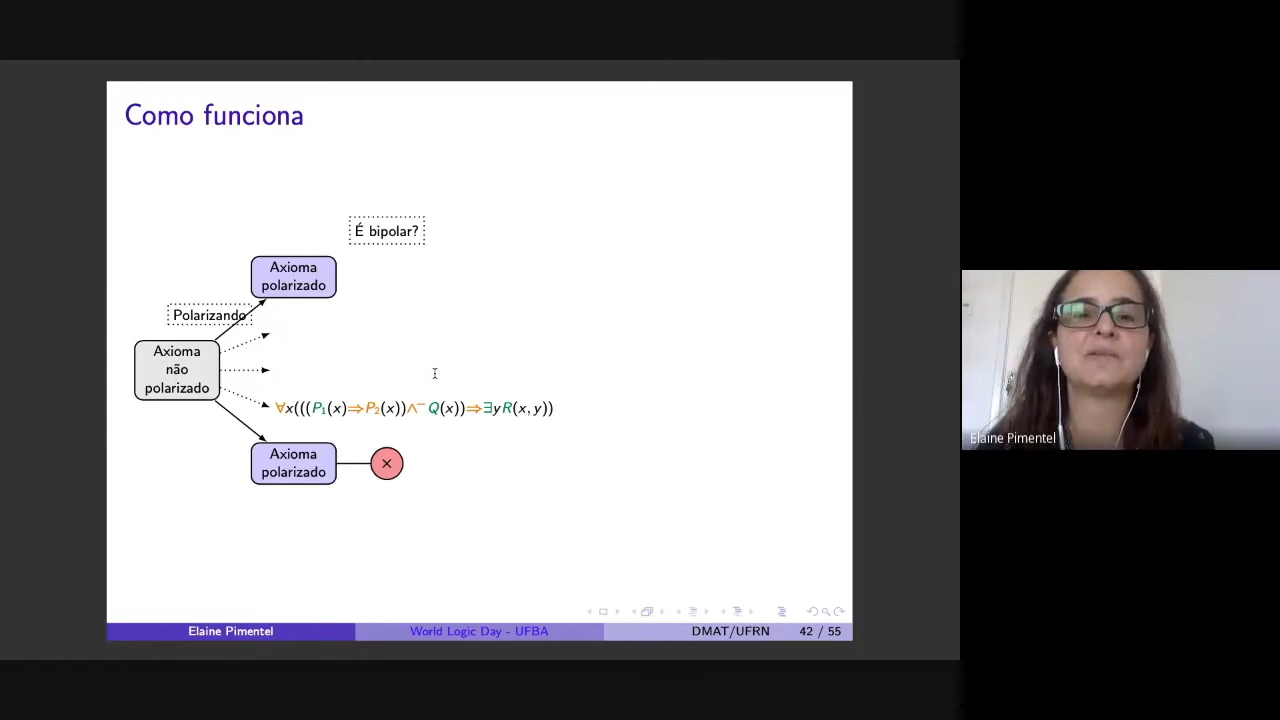 Como funciona
É bipolar?
Axioma
polarizado
Polarizando
Axioma
não
polarizado
∀x(((P₁(x)⇒P₂(x))∧⁻Q(x))⇒∃yR(x,y))
Axioma
polarizado
×
Elaine Pimentel
World Logic Day - UFBA
DMAT/UFRN
42 / 55
Elaine Pimentel